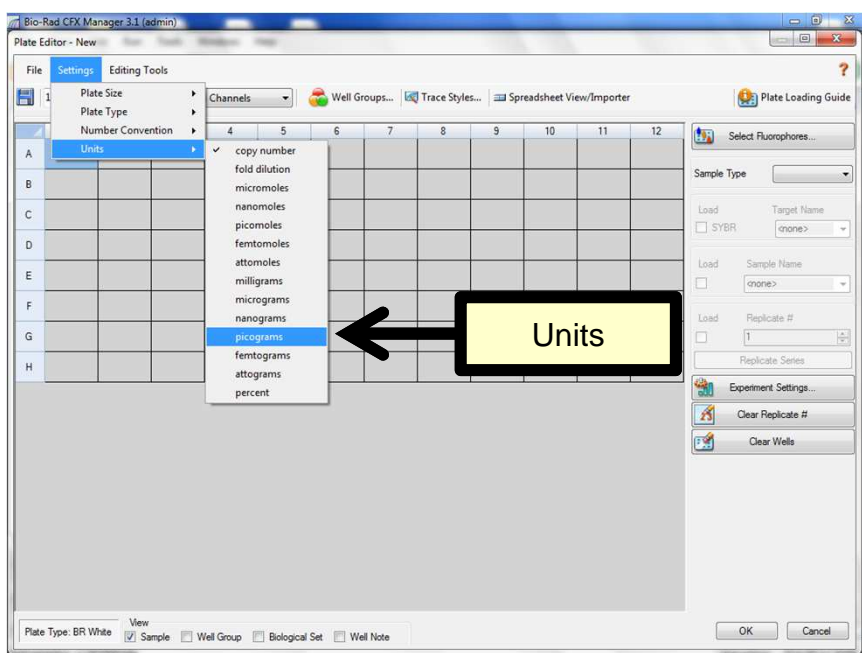 Bio-Rad CFX Manager 3.1 (admin)
Plate Editor - New
File Settings Editing Tools
Channels Well Groups... Trace Styles... Spreadsheet View/Importer Plate Loading Guide
Plate Size
Plate Type
Number Convention
Units
4 5 6 7 8 9 10 11 12
A
B
C
D
E
F
G
H
copy number
fold dilution
micromoles
nanomoles
picomoles
femtomoles
attomoles
milligrams
micrograms
nanograms
picograms
femtograms
attograms
percent
Units
Select Fluorophores...
Sample Type
Load Target Name
SYBR <none>
Load Sample Name
<none>
Load Replicate #
1
Replicate Series
Experiment Settings...
Clear Replicate #
Clear Wells
Plate Type: BR White
View
Sample Well Group Biological Set Well Note
OK Cancel